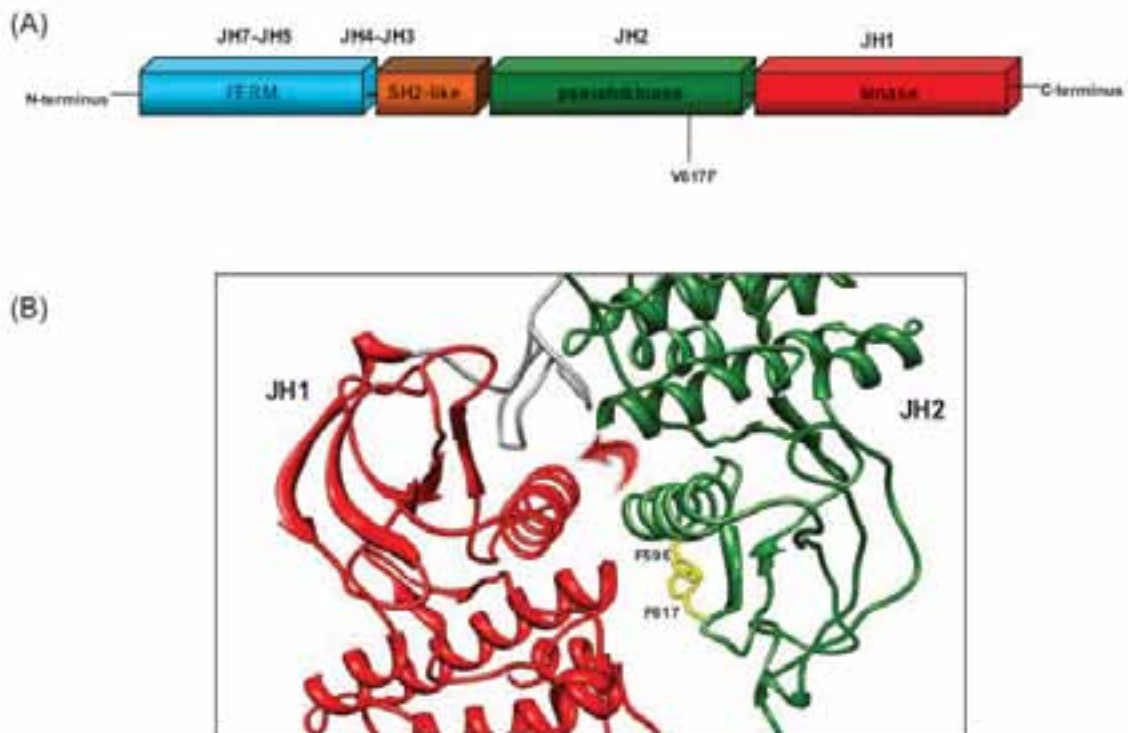 (A)
JH7-JH5 JH4-JH3 JH2 JH1
N-terminus FERM SH2-like pseudokinase kinase C-terminus
V617F
(B)
JH1
JH2
F595
F617